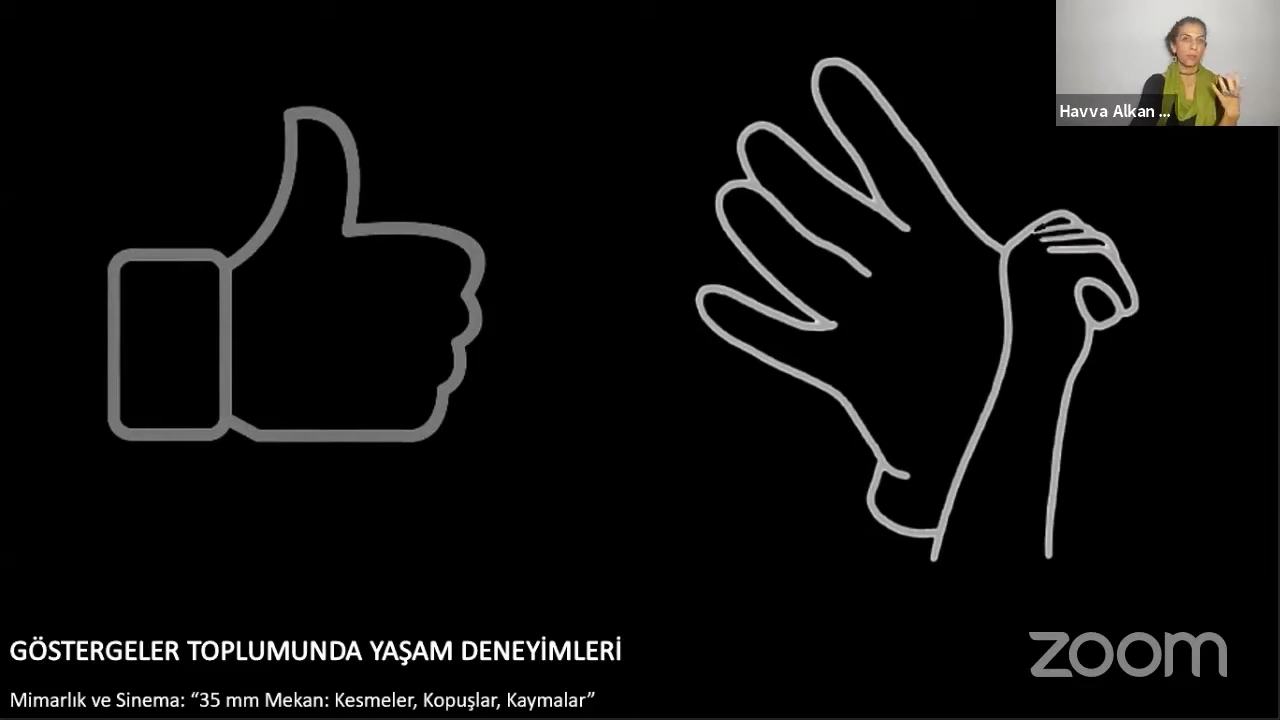 Havva Alkan ...
GÖSTERGELER TOPLUMUNDA YAŞAM DENEYİMLERİ
zoom
Mimarlık ve Sinema: “35 mm Mekan: Kesmeler, Kopuşlar, Kaymalar”